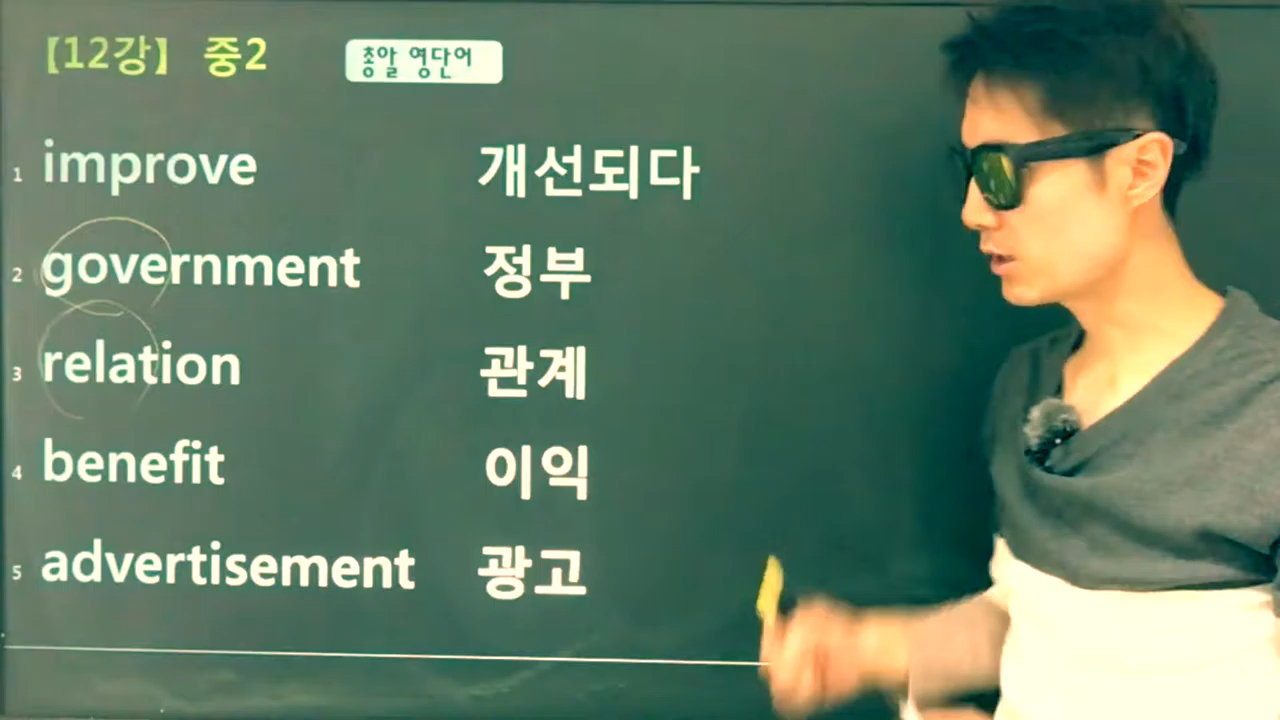 【12강】 중2 총알 영단어
1 improve 개선되다
2 government 정부
3 relation 관계
4 benefit 이익
5 advertisement 광고